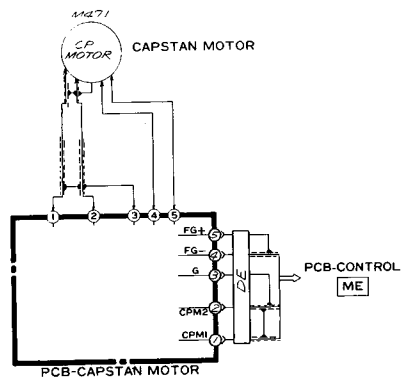 M471
CP
MOTOR
CAPSTAN MOTOR
1 2 3 4 5
FG+ 5
FG- 4
G 3
CPM2 2
CPM1 1
DE
PCB-CONTROL
ME
PCB-CAPSTAN MOTOR